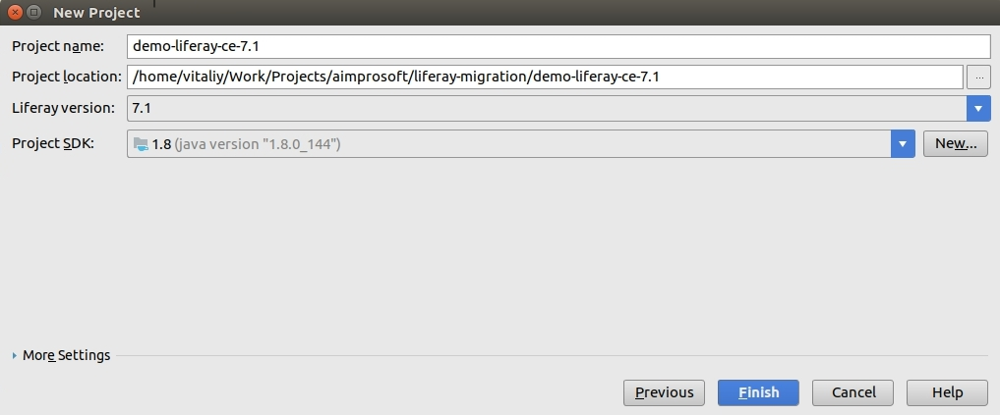 New Project
Project name: demo-liferay-ce-7.1
Project location: /home/vitaliy/Work/Projects/aimprosoft/liferay-migration/demo-liferay-ce-7.1 ...
Liferay version: 7.1
Project SDK: 1.8 (java version "1.8.0_144") New...
More Settings
Previous Finish Cancel Help